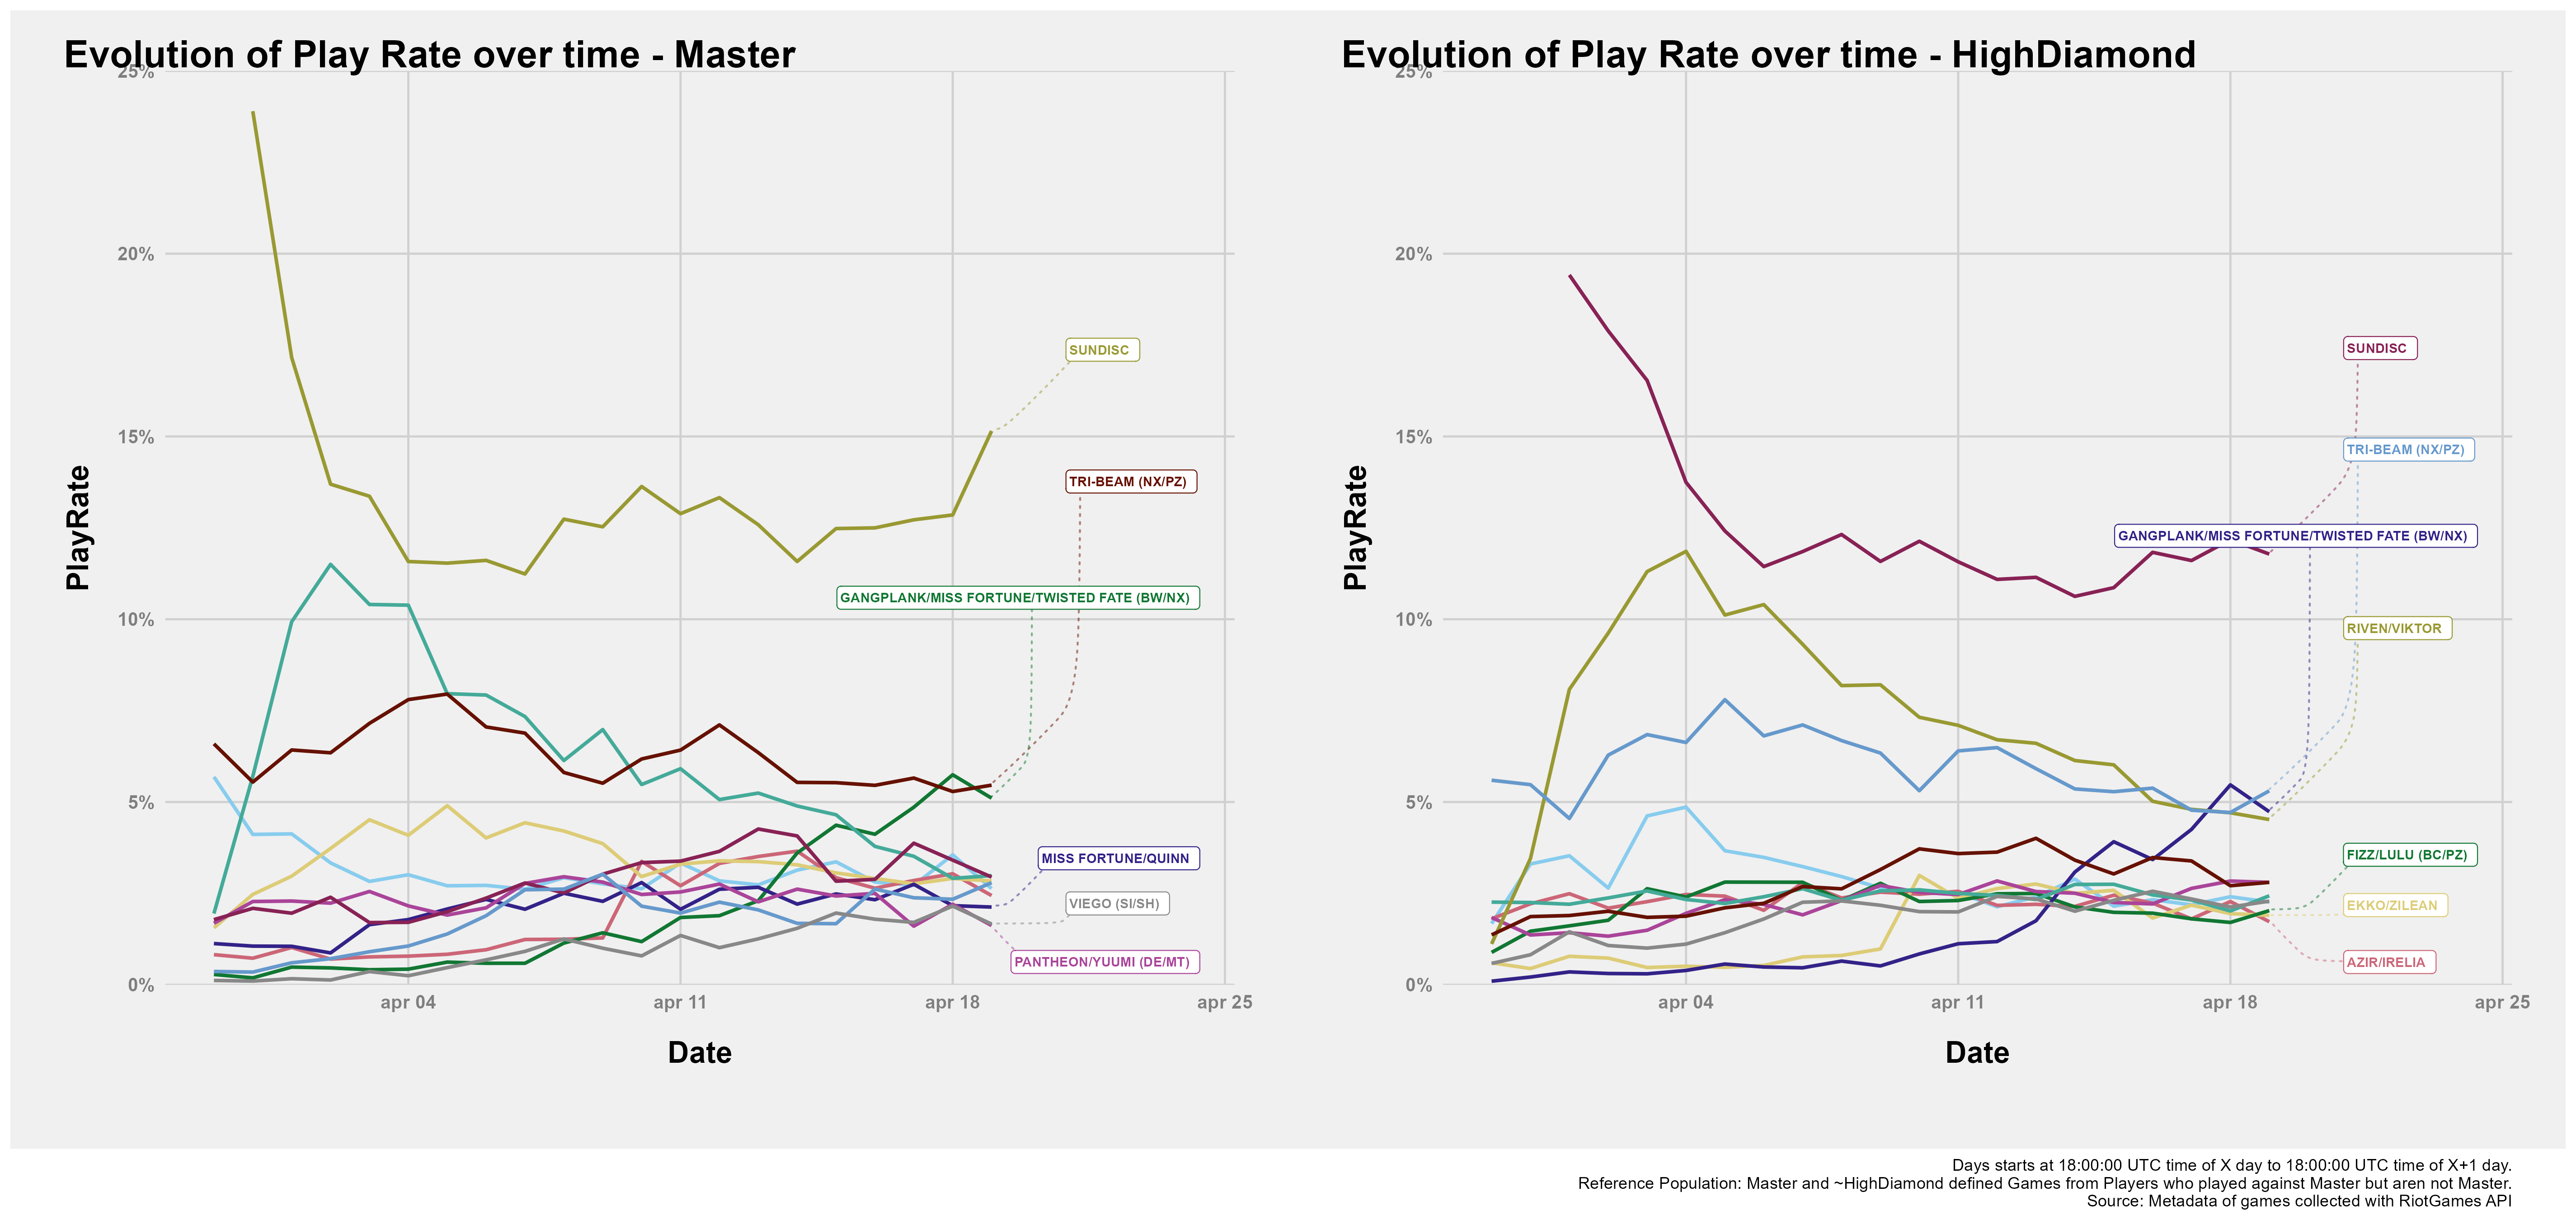 Evolution of Play Rate over time - Master
25%
20%
15%
10%
5%
0%
PlayRate
SUNDISC
TRI-BEAM (NX/PZ)
GANGPLANK/MISS FORTUNE/TWISTED FATE (BW/NX)
MISS FORTUNE/QUINN
VIEGO (SI/SH)
PANTHEON/YUUMI (DE/MT)
apr 04
apr 11
apr 18
apr 25
Date
Evolution of Play Rate over time - HighDiamond
25%
20%
15%
10%
5%
0%
PlayRate
SUNDISC
TRI-BEAM (NX/PZ)
GANGPLANK/MISS FORTUNE/TWISTED FATE (BW/NX)
RIVEN/VIKTOR
FIZZ/LULU (BC/PZ)
EKKO/ZILEAN
AZIR/IRELIA
apr 04
apr 11
apr 18
apr 25
Date
Days starts at 18:00:00 UTC time of X day to 18:00:00 UTC time of X+1 day.
Reference Population: Master and ~HighDiamond defined Games from Players who played against Master but aren not Master.
Source: Metadata of games collected with RiotGames API